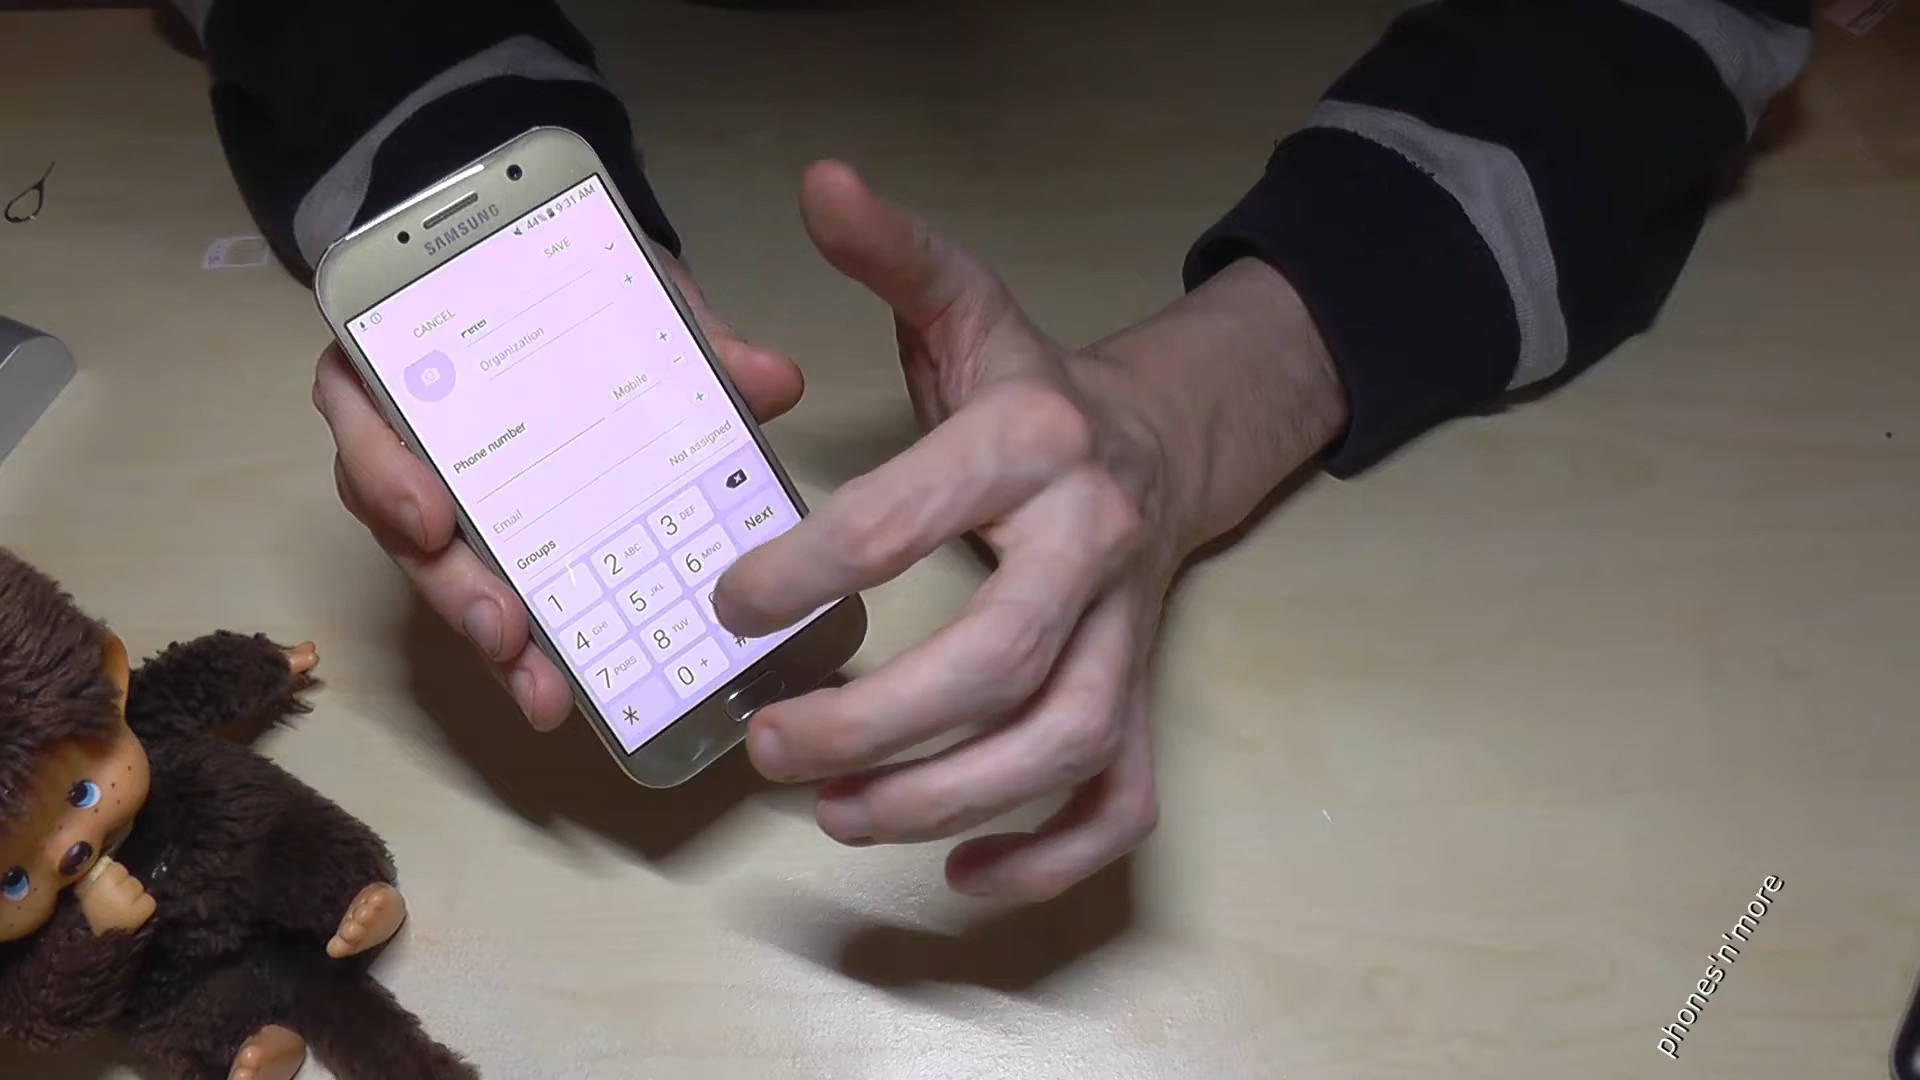 SAMSUNG
44% 9:31 AM
CANCEL
SAVE
Peter
Organization
Phone number
Mobile
Email
Groups
Not assigned
1
2 ABC
3 DEF
4 GHI
5 JKL
6 MNO
Next
7 PQRS
8 TUV
*
0 +
#
phones'n'more